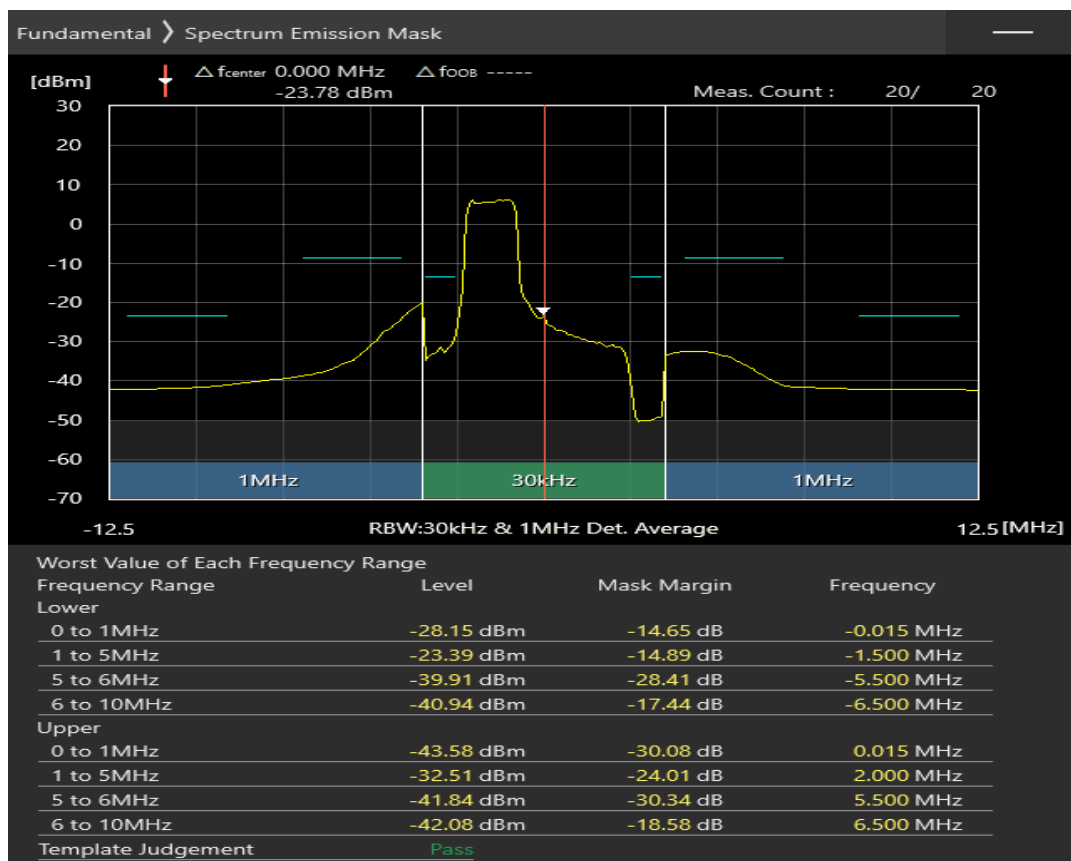 Fundamental ❯ Spectrum Emission Mask
△ fcenter 0.000 MHz △ fOOB -----
[dBm] -23.78 dBm Meas. Count : 20/ 20
30
20
10
0
-10
-20
-30
-40
-50
-60
1MHz 30kHz 1MHz
-70
-12.5 RBW:30kHz & 1MHz Det. Average 12.5 [MHz]
Worst Value of Each Frequency Range
Frequency Range Level Mask Margin Frequency
Lower
0 to 1MHz -28.15 dBm -14.65 dB -0.015 MHz
1 to 5MHz -23.39 dBm -14.89 dB -1.500 MHz
5 to 6MHz -39.91 dBm -28.41 dB -5.500 MHz
6 to 10MHz -40.94 dBm -17.44 dB -6.500 MHz
Upper
0 to 1MHz -43.58 dBm -30.08 dB 0.015 MHz
1 to 5MHz -32.51 dBm -24.01 dB 2.000 MHz
5 to 6MHz -41.84 dBm -30.34 dB 5.500 MHz
6 to 10MHz -42.08 dBm -18.58 dB 6.500 MHz
Template Judgement Pass